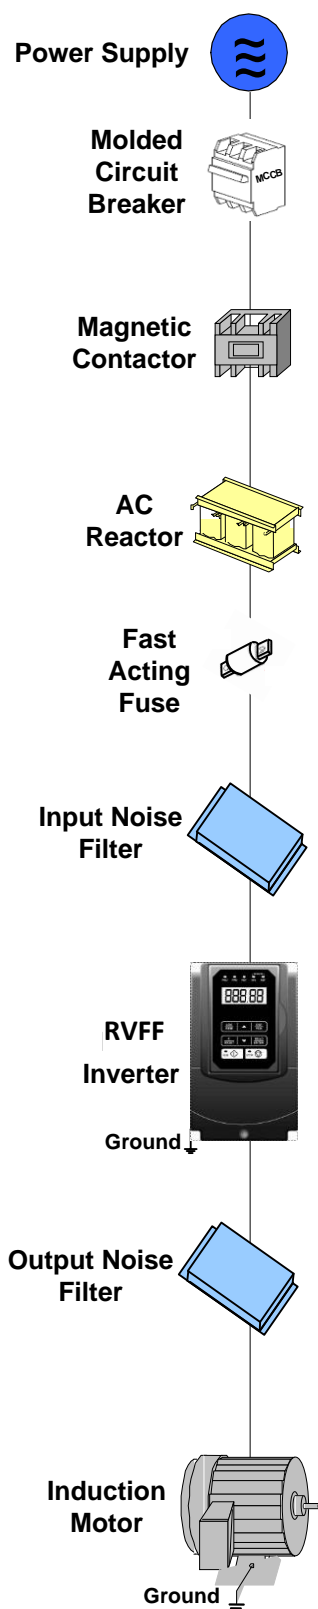 Power Supply
Molded
Circuit
Breaker
MCCB
Magnetic
Contactor
AC
Reactor
Fast
Acting
Fuse
Input Noise
Filter
RVFF
Inverter
Ground
Output Noise
Filter
Induction
Motor
Ground